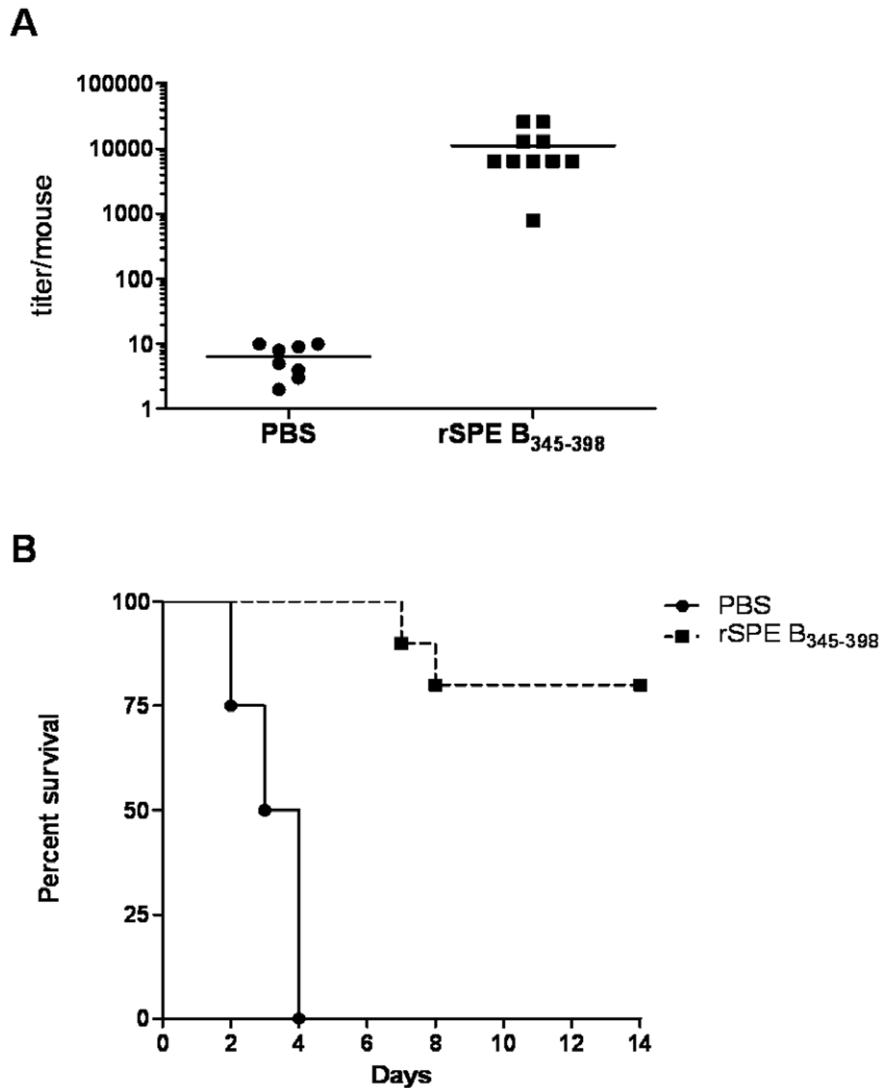 A
titer/mouse
100000
10000
1000
100
10
1
PBS
rSPE B345-398
B
Percent survival
100
75
50
25
0
0 2 4 6 8 10 12 14
Days
PBS
rSPE B345-398